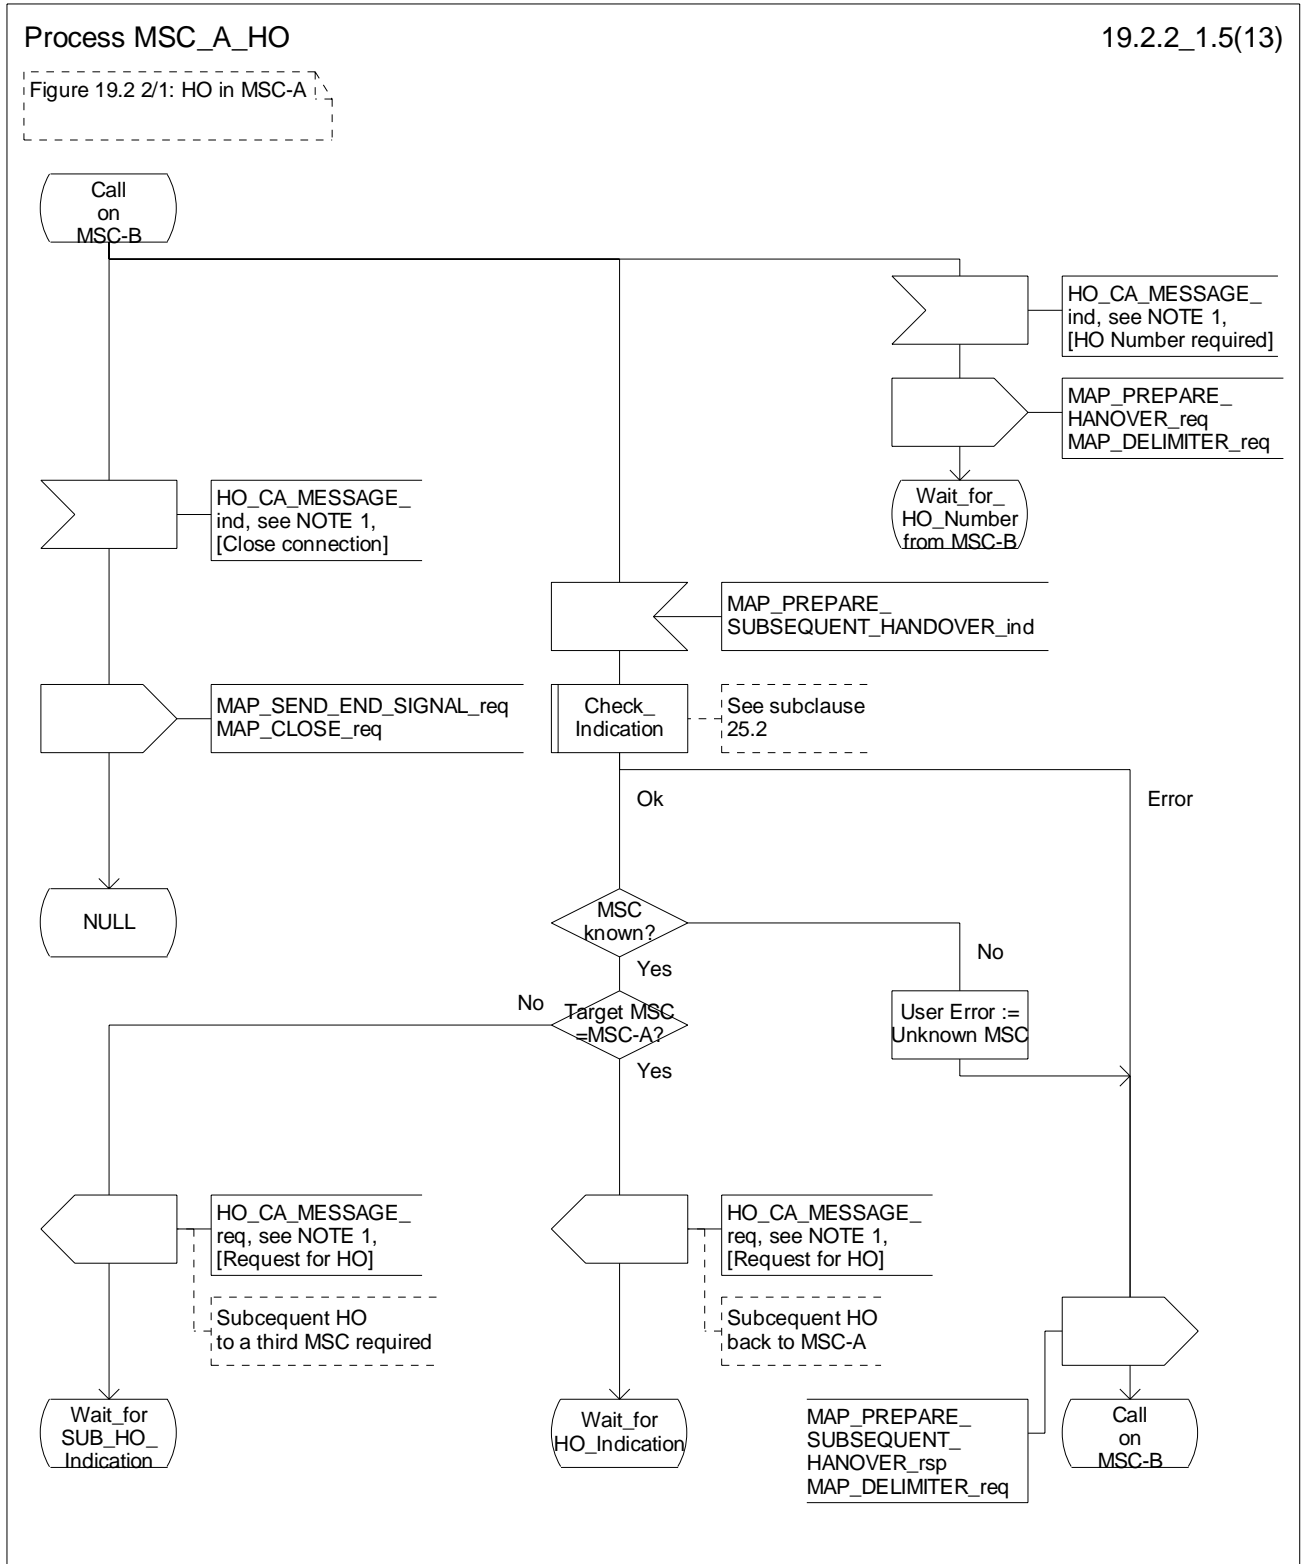 Process MSC_A_HO
19.2.2_1.5(13)
Figure 19.2 2/1: HO in MSC-A
Call
on
MSC-B
HO_CA_MESSAGE_
ind, see NOTE 1,
[HO Number required]
MAP_PREPARE_
HANOVER_req
MAP_DELIMITER_req
Wait_for_
HO_Number
from MSC-B
HO_CA_MESSAGE_
ind, see NOTE 1,
[Close connection]
MAP_PREPARE_
SUBSEQUENT_HANDOVER_ind
MAP_SEND_END_SIGNAL_req
MAP_CLOSE_req
Check_
Indication
See subclause
25.2
Ok
Error
NULL
MSC
known?
No
Yes
No
Target MSC
=MSC-A?
User Error :=
Unknown MSC
Yes
HO_CA_MESSAGE_
req, see NOTE 1,
[Request for HO]
HO_CA_MESSAGE_
req, see NOTE 1,
[Request for HO]
Subcequent HO
to a third MSC required
Subcequent HO
back to MSC-A
Wait_for
SUB_HO_
Indication
Wait_for
HO_Indication
MAP_PREPARE_
SUBSEQUENT_
HANOVER_rsp
MAP_DELIMITER_req
Call
on
MSC-B